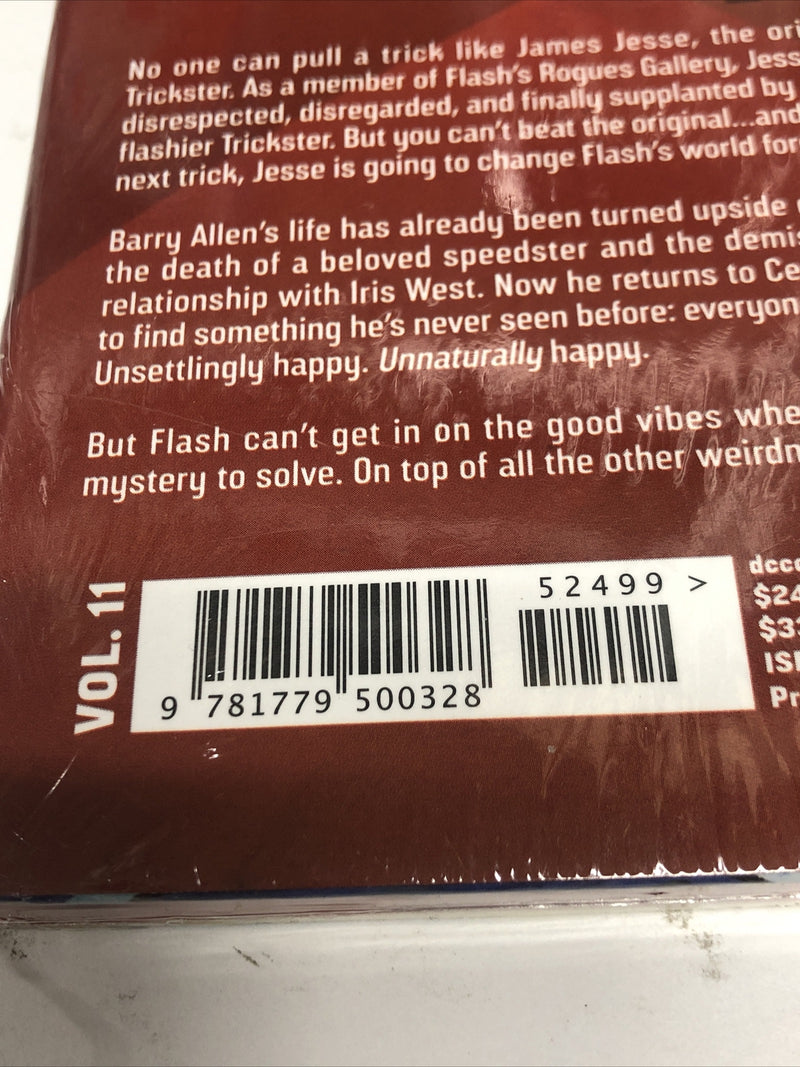 No one can pull a trick like James Jesse, the ori
Trickster. As a member of Flash's Rogues Gallery, Jess
disrespected, disregarded, and finally supplanted by
flashier Trickster. But you can't beat the original...and
next trick, Jesse is going to change Flash's world for
Barry Allen's life has already been turned upside
the death of a beloved speedster and the demis
relationship with Iris West. Now he returns to Ce
to find something he's never seen before: everyon
Unsettlingly happy. Unnaturally happy.
But Flash can't get in on the good vibes whe
mystery to solve. On top of all the other weirdn
VOL. 11
52499 >
9 781779 500328
dccc
$24
$33
ISB
Pr